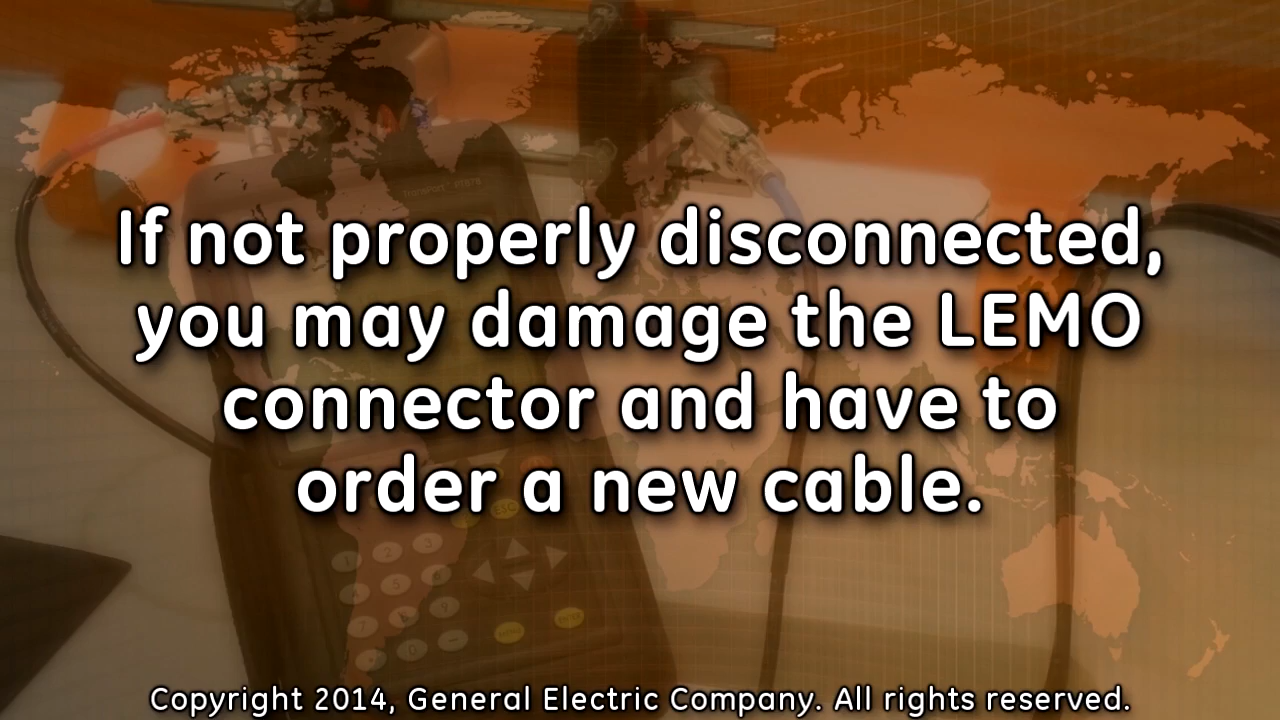 If not properly disconnected,
you may damage the LEMO
connector and have to
order a new cable.
Copyright 2014, General Electric Company. All rights reserved.